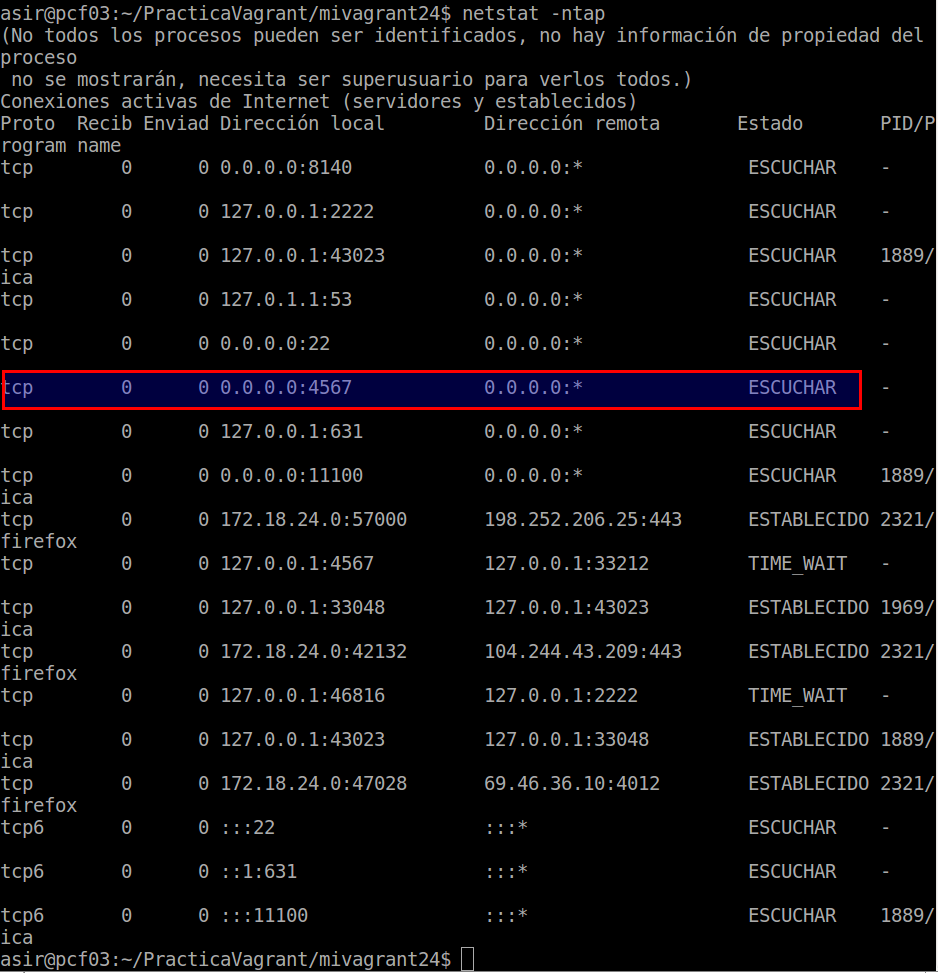 asir@pcf03:~/PracticaVagrant/mivagrant24$ netstat -ntap
(No todos los procesos pueden ser identificados, no hay información de propiedad del
proceso
 no se mostrarán, necesita ser superusuario para verlos todos.)
Conexiones activas de Internet (servidores y establecidos)
Proto  Recib Enviad Dirección local         Dirección remota       Estado       PID/P
rogram name
tcp        0      0 0.0.0.0:8140            0.0.0.0:*               ESCUCHAR    -
tcp        0      0 127.0.0.1:2222          0.0.0.0:*               ESCUCHAR    -
tcp        0      0 127.0.0.1:43023         0.0.0.0:*               ESCUCHAR    1889/
ica
tcp        0      0 127.0.1.1:53            0.0.0.0:*               ESCUCHAR    -
tcp        0      0 0.0.0.0:22              0.0.0.0:*               ESCUCHAR    -
tcp        0      0 0.0.0.0:4567            0.0.0.0:*               ESCUCHAR    -
tcp        0      0 127.0.0.1:631           0.0.0.0:*               ESCUCHAR    -
tcp        0      0 0.0.0.0:11100           0.0.0.0:*               ESCUCHAR    1889/
ica
tcp        0      0 172.18.24.0:57000       198.252.206.25:443      ESTABLECIDO 2321/
firefox
tcp        0      0 127.0.0.1:4567          127.0.0.1:33212         TIME_WAIT   -
tcp        0      0 127.0.0.1:33048         127.0.0.1:43023         ESTABLECIDO 1969/
ica
tcp        0      0 172.18.24.0:42132       104.244.43.209:443      ESTABLECIDO 2321/
firefox
tcp        0      0 127.0.0.1:46816         127.0.0.1:2222          TIME_WAIT   -
tcp        0      0 127.0.0.1:43023         127.0.0.1:33048         ESTABLECIDO 1889/
ica
tcp        0      0 172.18.24.0:47028       69.46.36.10:4012        ESTABLECIDO 2321/
firefox
tcp6       0      0 :::22                   :::*                    ESCUCHAR    -
tcp6       0      0 ::1:631                 :::*                    ESCUCHAR    -
tcp6       0      0 :::11100                :::*                    ESCUCHAR    1889/
ica
asir@pcf03:~/PracticaVagrant/mivagrant24$